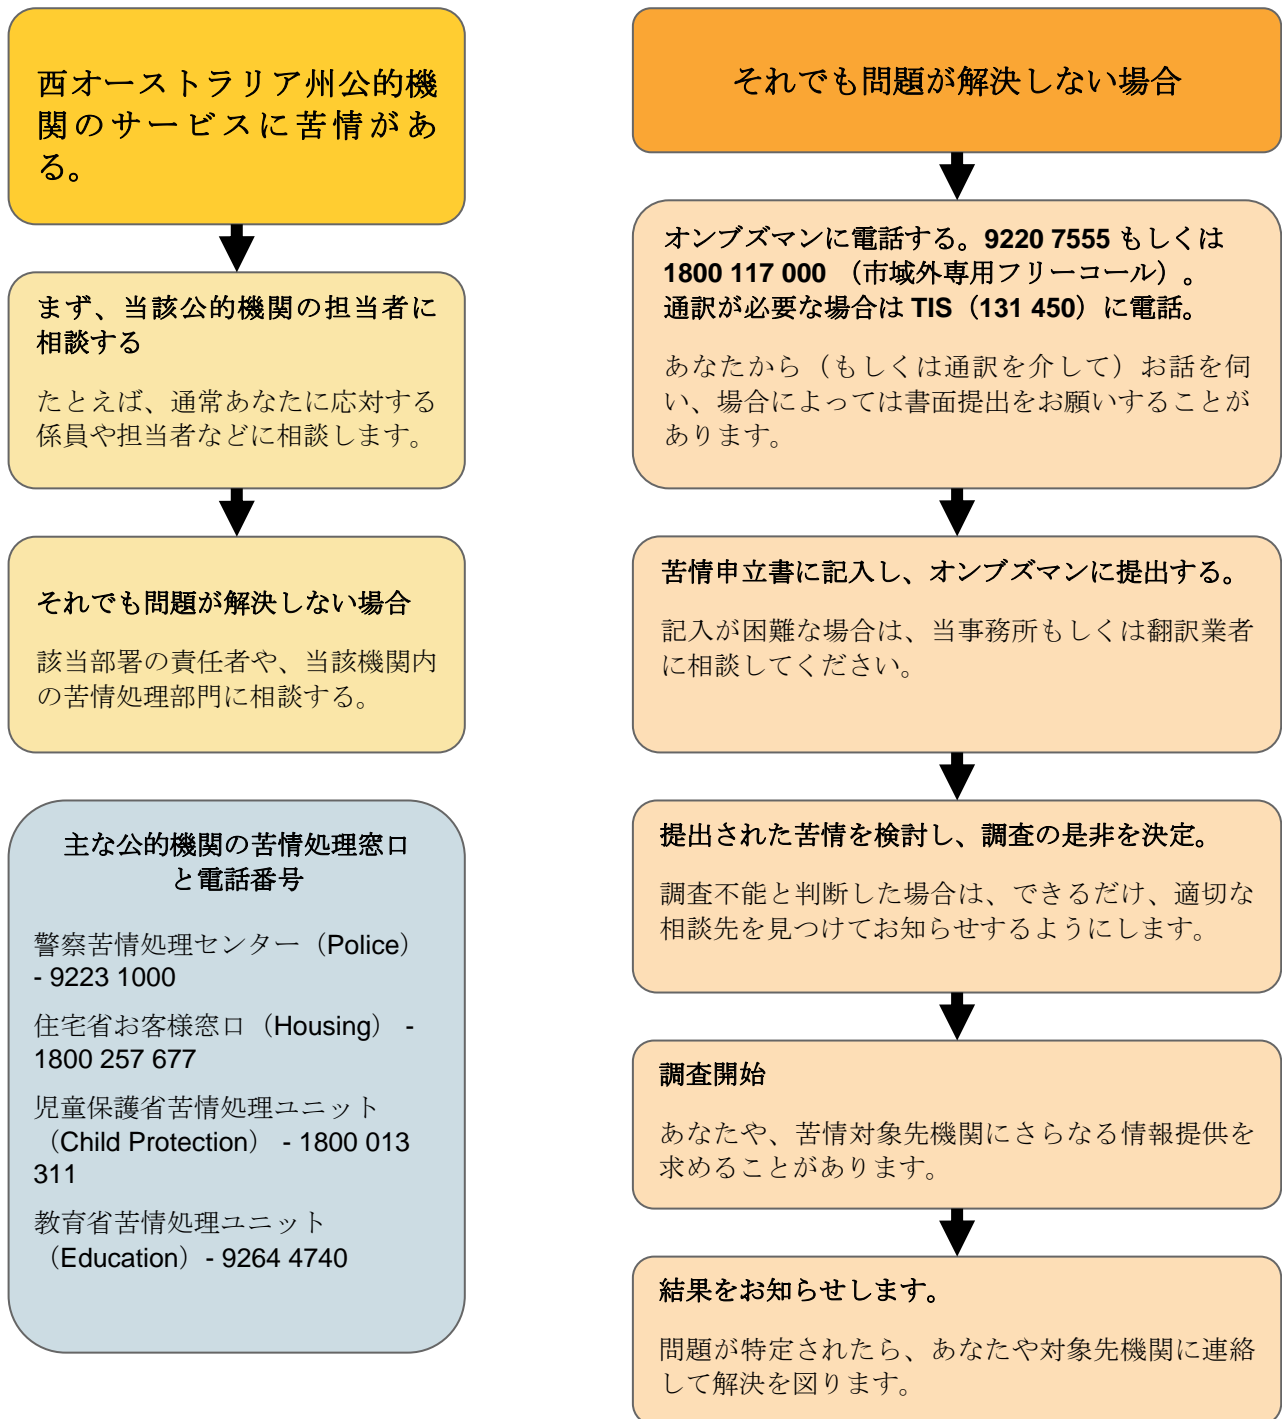 西オーストラリア州公的機
関のサービスに苦情があ
る。
まず、当該公的機関の担当者に
相談する
たとえば、通常あなたに応対する
係員や担当者などに相談します。
それでも問題が解決しない場合
該当部署の責任者や、当該機関内
の苦情処理部門に相談する。
主な公的機関の苦情処理窓口
と電話番号
警察苦情処理センター（Police）
- 9223 1000
住宅省お客様窓口（Housing） -
1800 257 677
児童保護省苦情処理ユニット
（Child Protection） - 1800 013
311
教育省苦情処理ユニット
（Education）- 9264 4740
それでも問題が解決しない場合
オンブズマンに電話する。9220 7555 もしくは
1800 117 000 （市域外専用フリーコール）。
通訳が必要な場合は TIS（131 450）に電話。
あなたから（もしくは通訳を介して）お話を伺
い、場合によっては書面提出をお願いすることが
あります。
苦情申立書に記入し、オンブズマンに提出する。
記入が困難な場合は、当事務所もしくは翻訳業者
に相談してください。
提出された苦情を検討し、調査の是非を決定。
調査不能と判断した場合は、できるだけ、適切な
相談先を見つけてお知らせするようにします。
調査開始
あなたや、苦情対象先機関にさらなる情報提供を
求めることがあります。
結果をお知らせします。
問題が特定されたら、あなたや対象先機関に連絡
して解決を図ります。